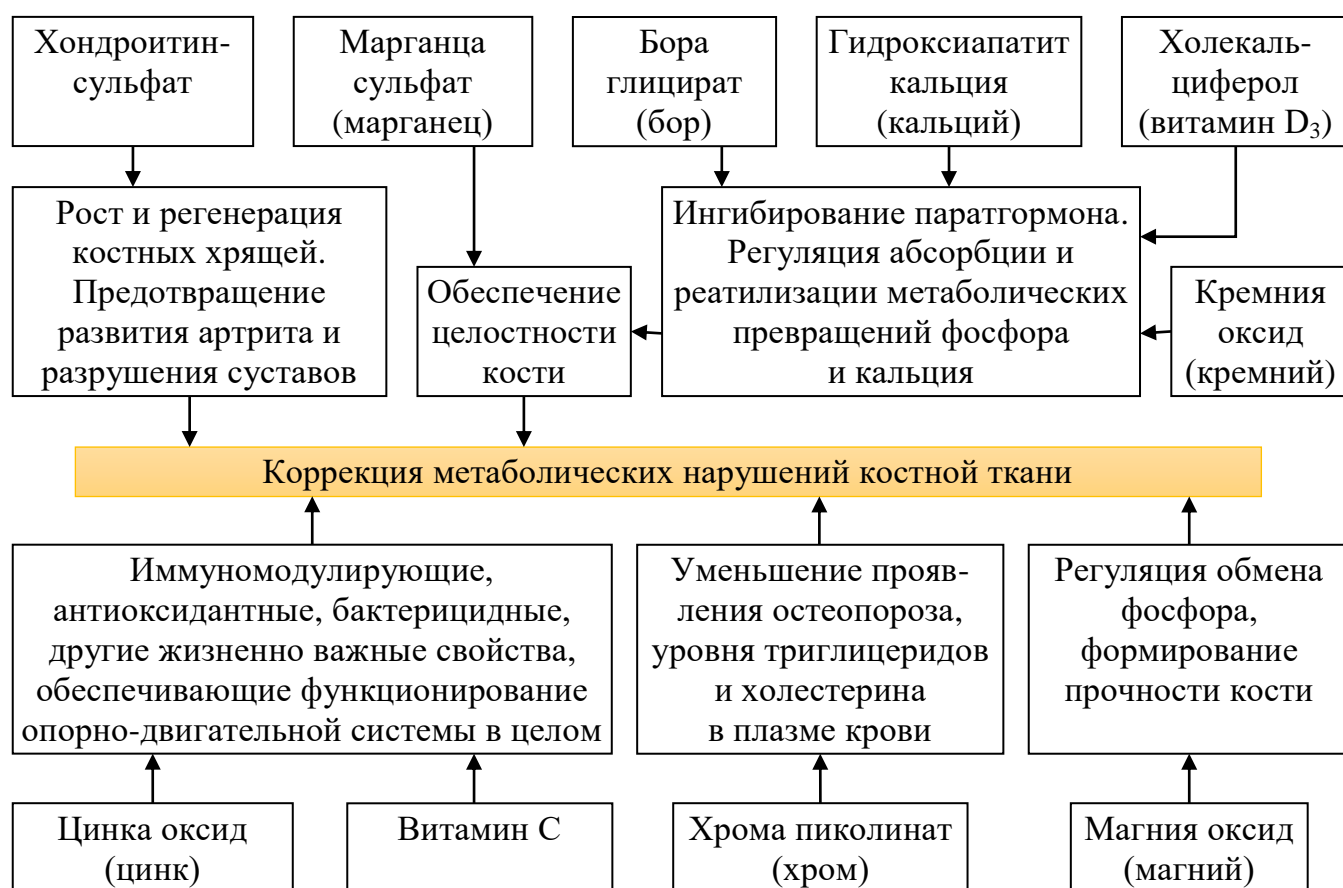 Хондроитин-
сульфат
Марганца
сульфат
(марганец)
Бора
глицират
(бор)
Гидроксиапатит
кальция
(кальций)
Холекаль-
циферол
(витамин D₃)
Рост и регенерация
костных хрящей.
Предотвращение
развития артрита и
разрушения суставов
Обеспечение
целостности
кости
Ингибирование паратгормона.
Регуляция абсорбции и
реатилизации метаболических
превращений фосфора
и кальция
Кремния
оксид
(кремний)
Коррекция метаболических нарушений костной ткани
Иммуномодулирующие,
антиоксидантные, бактерицидные,
другие жизненно важные свойства,
обеспечивающие функционирование
опорно-двигательной системы в целом
Уменьшение прояв-
ления остеопороза,
уровня триглицеридов
и холестерина
в плазме крови
Регуляция обмена
фосфора,
формирование
прочности кости
Цинка оксид
(цинк)
Витамин С
Хрома пиколинат
(хром)
Магния оксид
(магний)